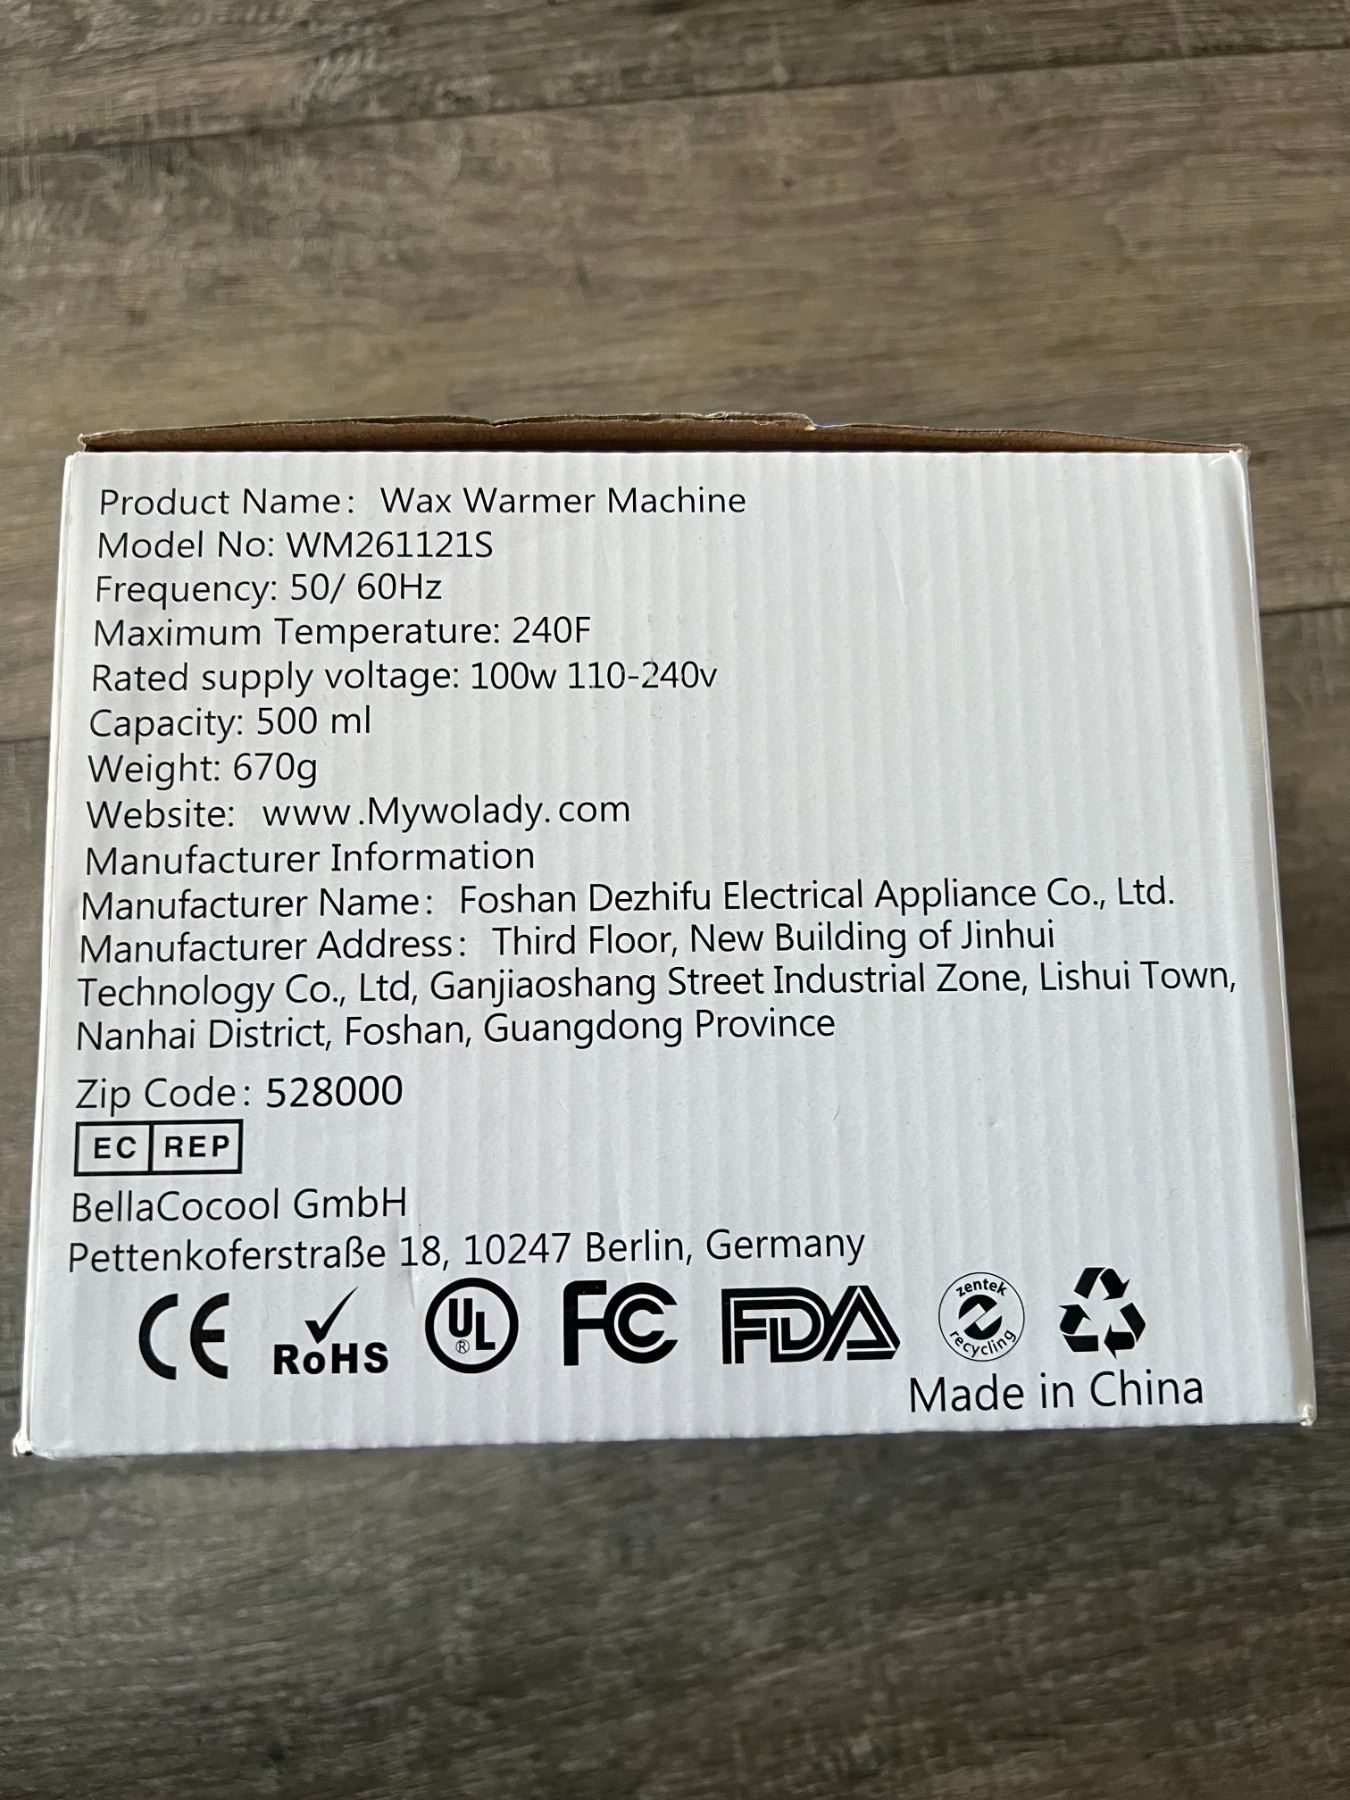 Product Name: Wax Warmer Machine
Model No: WM261121S
Frequency: 50/ 60Hz
Maximum Temperature: 240F
Rated supply voltage: 100w 110-240v
Capacity: 500 ml
Weight: 670g
Website: www.Mywolady.com
Manufacturer Information
Manufacturer Name: Foshan Dezhifu Electrical Appliance Co., Ltd.
Manufacturer Address: Third Floor, New Building of Jinhui
Technology Co., Ltd, Ganjiaoshang Street Industrial Zone, Lishui Town,
Nanhai District, Foshan, Guangdong Province
Zip Code: 528000
EC REP
BellaCocool GmbH
Pettenkoferstraße 18, 10247 Berlin, Germany
CE RoHS UL® FC FDA zentek recycling
Made in China